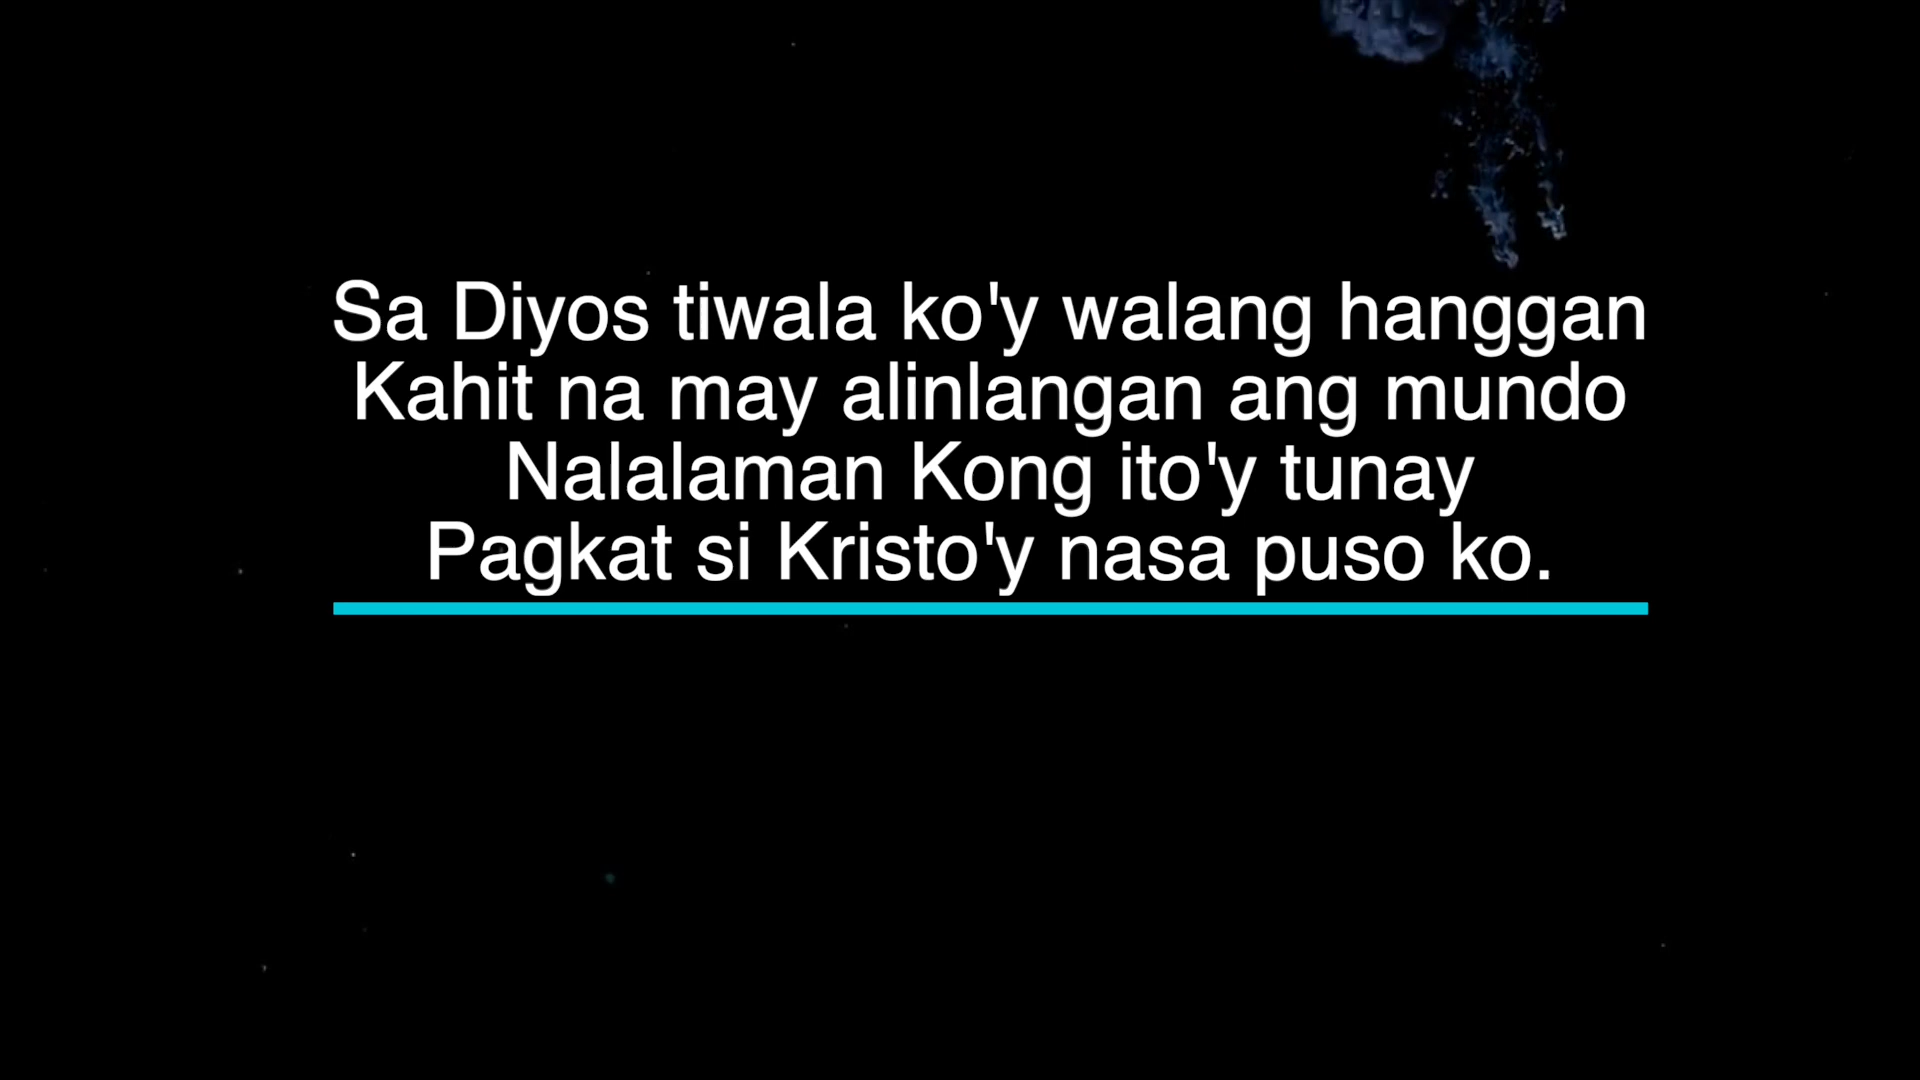 Sa Diyos tiwala ko'y walang hanggan
Kahit na may alinlangan ang mundo
Nalalaman Kong ito'y tunay
Pagkat si Kristo'y nasa puso ko.